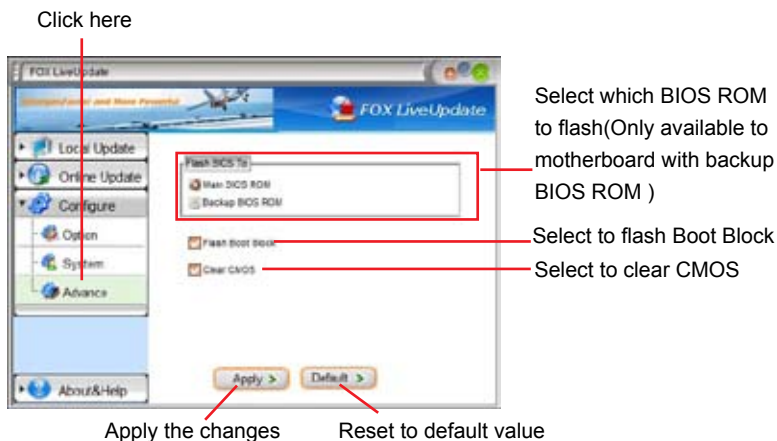 Click here
FOX LiveUpdate
and More Powerful
FOX LiveUpdate
Local Update
Online Update
Configure
Option
System
Advance
About&Help
Flash BIOS To
Main BIOS ROM
Backup BIOS ROM
Flash Boot Block
Clear CMOS
Apply >
Default >
Select which BIOS ROM
to flash(Only available to
motherboard with backup
BIOS ROM )
Select to flash Boot Block
Select to clear CMOS
Apply the changes
Reset to default value